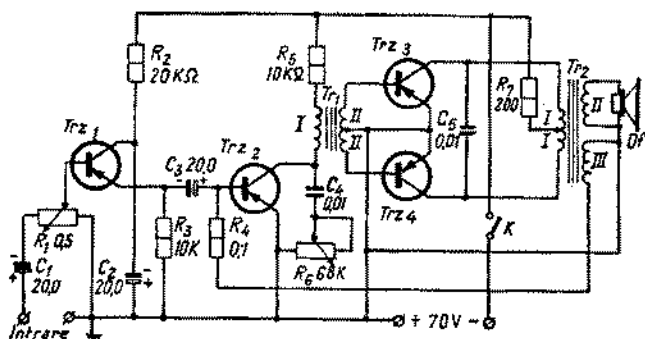 R2
20KΩ
R5
10KΩ
Trz 3
Tr1
I
II
II
C5
0,01
R7
200
I
I
Tr2
II
III
Df
Trz 1
C3 20,0
- +
Trz 2
C4
0,01
Trz 4
K
R1 0,5
- +
C1
20,0
C2
20,0
- +
R3
10K
R4
0,1
R6 68K
Intrare
+ 70V -